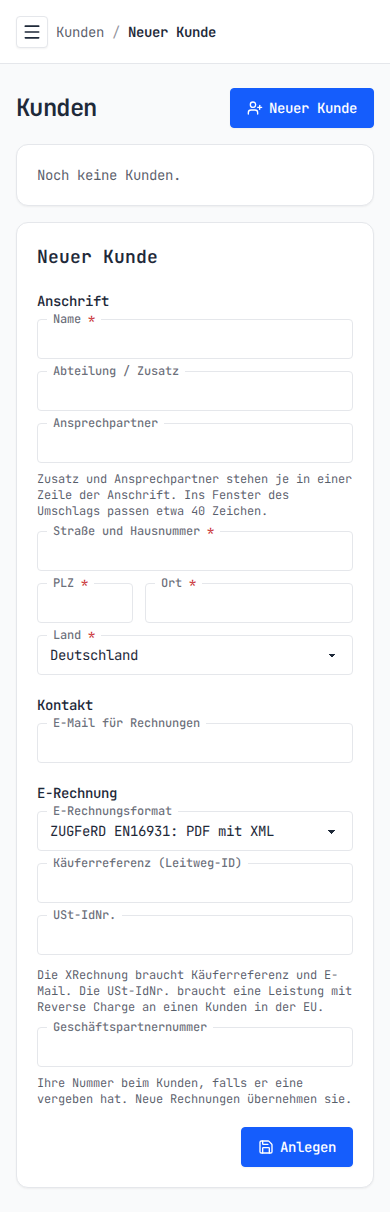 Kunden / Neuer Kunde
Kunden
Neuer Kunde
Noch keine Kunden.
Neuer Kunde
Anschrift
Name *
Abteilung / Zusatz
Ansprechpartner
Zusatz und Ansprechpartner stehen je in einer
Zeile der Anschrift. Ins Fenster des
Umschlags passen etwa 40 Zeichen.
Straße und Hausnummer *
PLZ * Ort *
Land *
Deutschland
Kontakt
E-Mail für Rechnungen
E-Rechnung
E-Rechnungsformat
ZUGFeRD EN16931: PDF mit XML
Käuferreferenz (Leitweg-ID)
USt-IdNr.
Die XRechnung braucht Käuferreferenz und E-
Mail. Die USt-IdNr. braucht eine Leistung mit
Reverse Charge an einen Kunden in der EU.
Geschäftspartnernummer
Ihre Nummer beim Kunden, falls er eine
vergeben hat. Neue Rechnungen übernehmen sie.
Anlegen